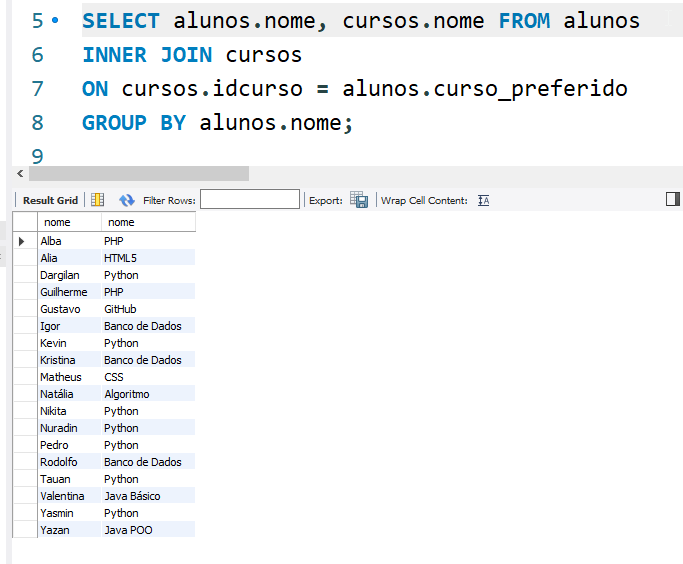 5 SELECT alunos.nome, cursos.nome FROM alunos
6 INNER JOIN cursos
7 ON cursos.idcurso = alunos.curso_preferido
8 GROUP BY alunos.nome;
9
Result Grid Filter Rows: Export: Wrap Cell Content:
nome nome
Alba PHP
Alia HTML5
Dargilan Python
Guilherme PHP
Gustavo GitHub
Igor Banco de Dados
Kevin Python
Kristina Banco de Dados
Matheus CSS
Natália Algoritmo
Nikita Python
Nuradin Python
Pedro Python
Rodolfo Banco de Dados
Tauan Python
Valentina Java Básico
Yasmin Python
Yazan Java POO